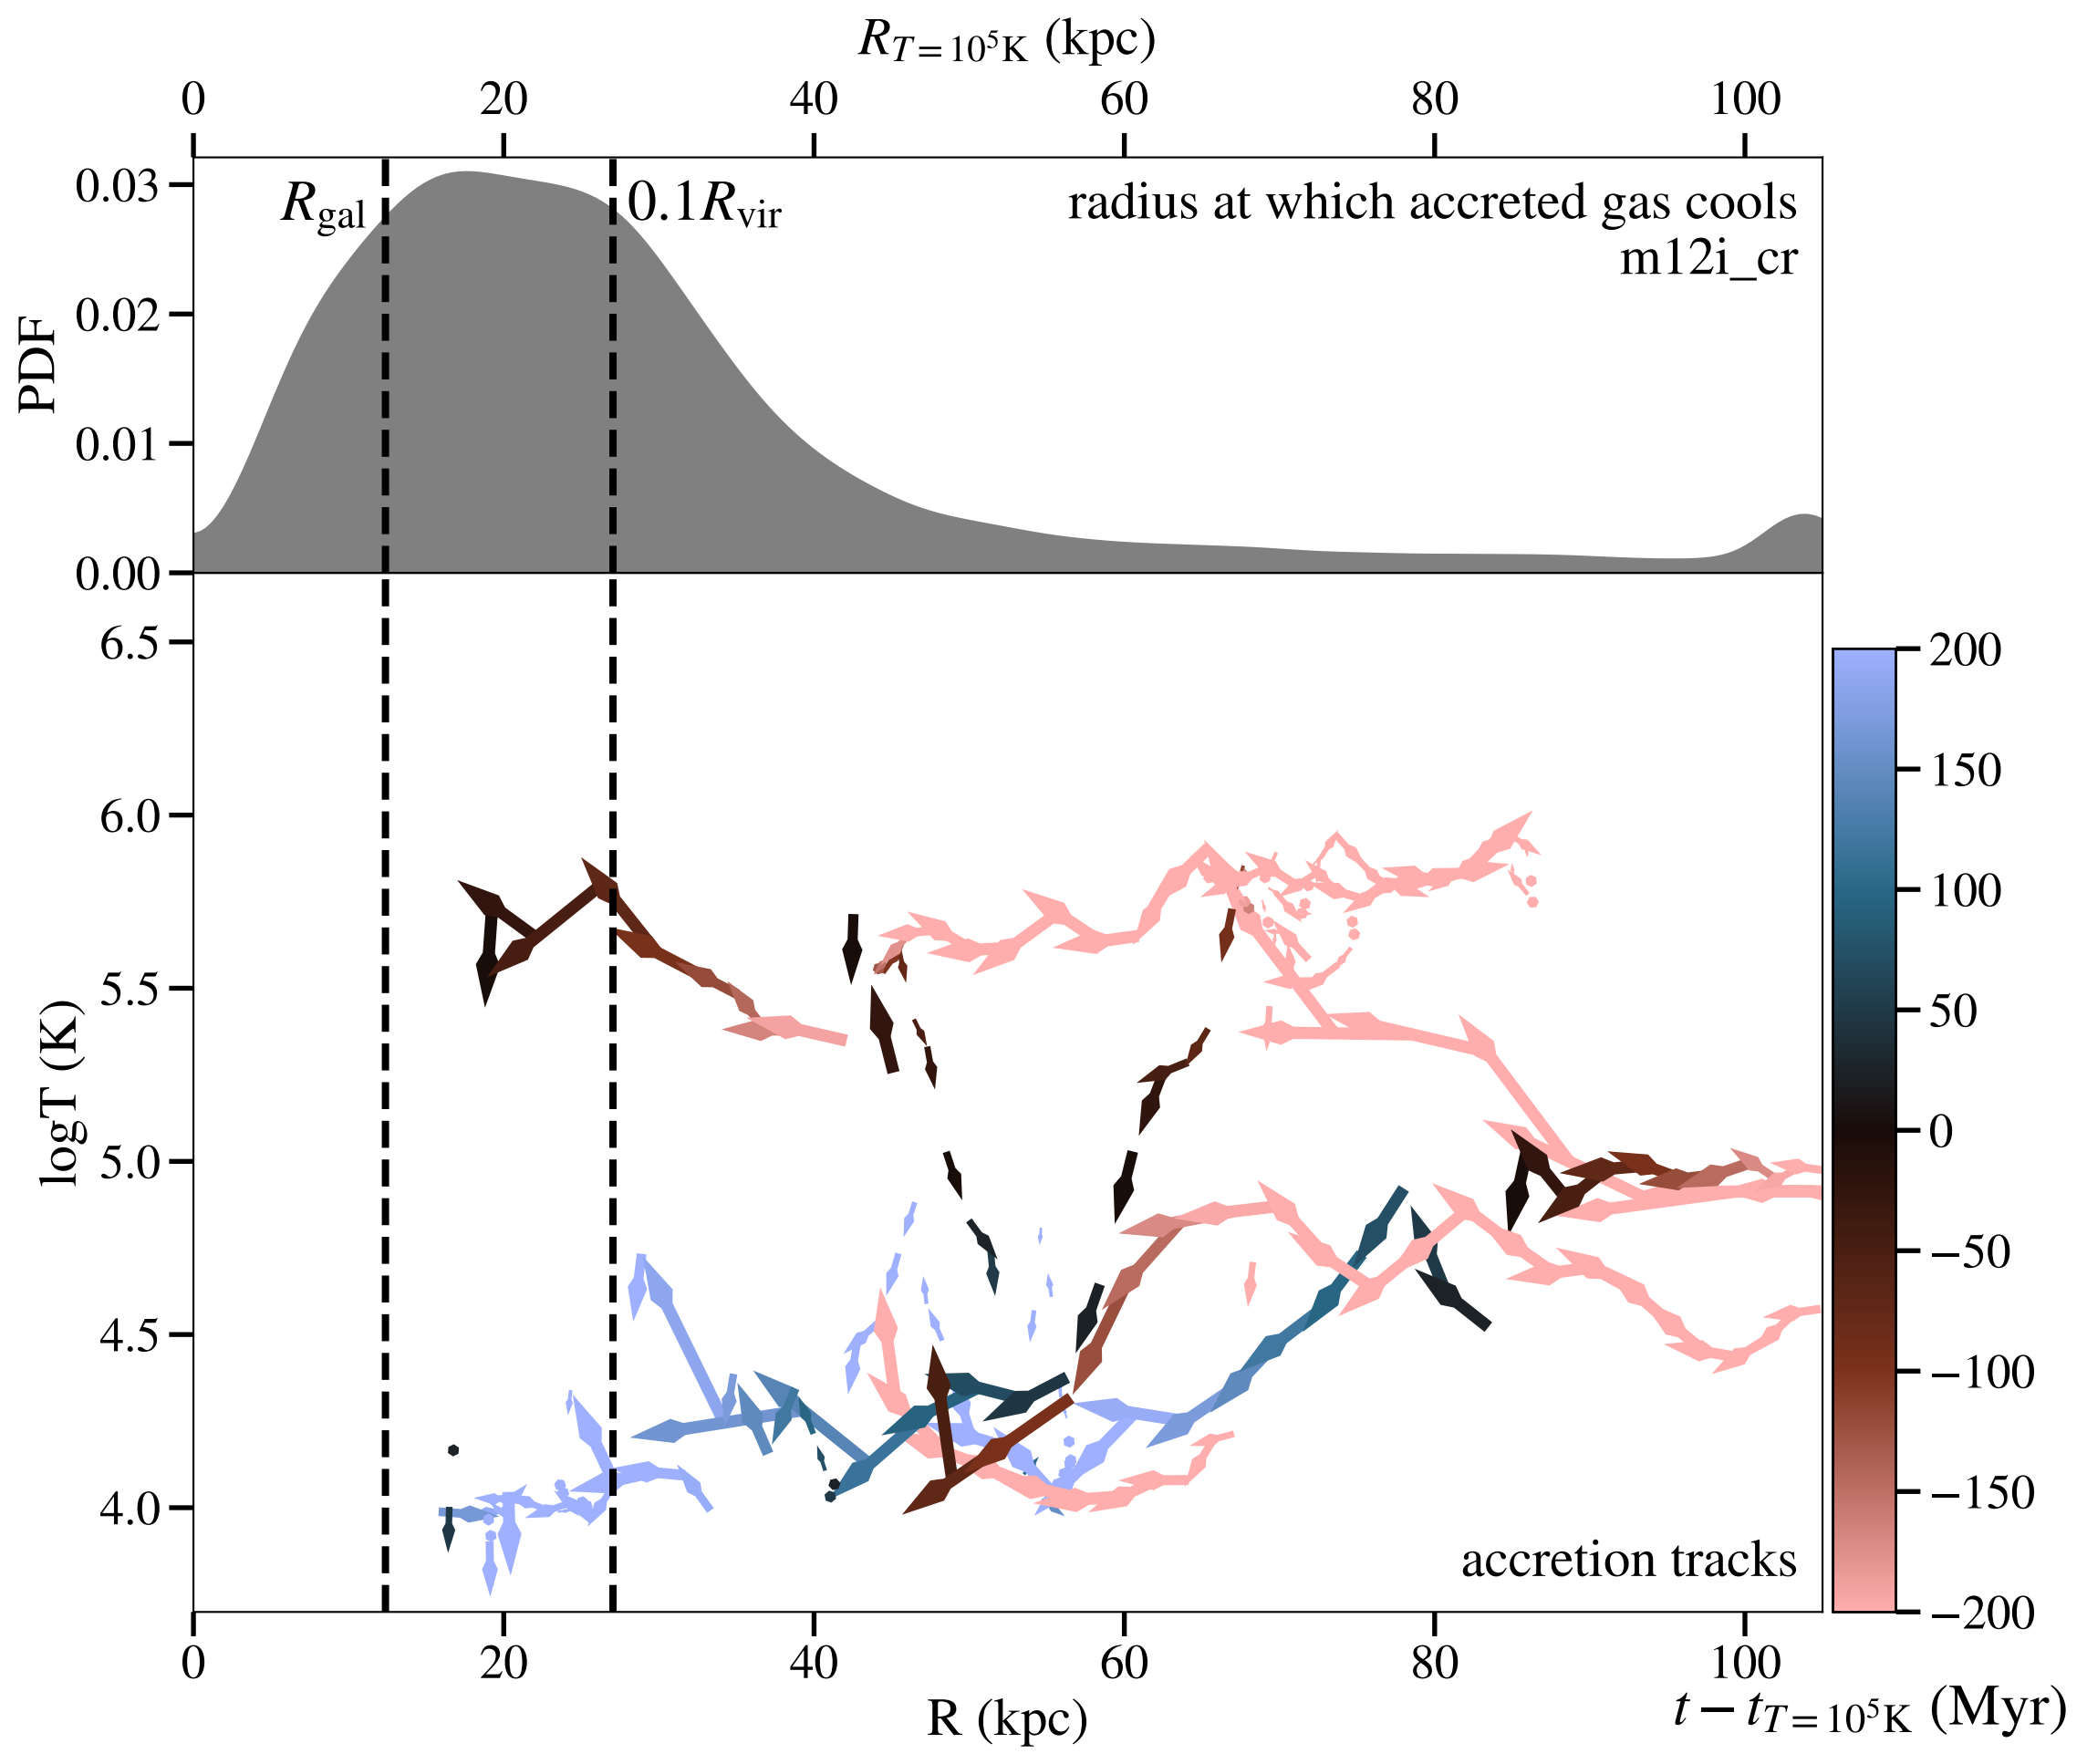 R_{T=10^5K} (kpc)
0 20 40 60 80 100
R_gal
0.1R_vir
radius at which accreted gas cools
m12i_cr
PDF
0.03
0.02
0.01
0.00
logT (K)
6.5
6.0
5.5
5.0
4.5
4.0
accretion tracks
0 20 40 60 80 100
R (kpc)
200
150
100
50
0
−50
−100
−150
−200
t − t_{T=10^5K} (Myr)